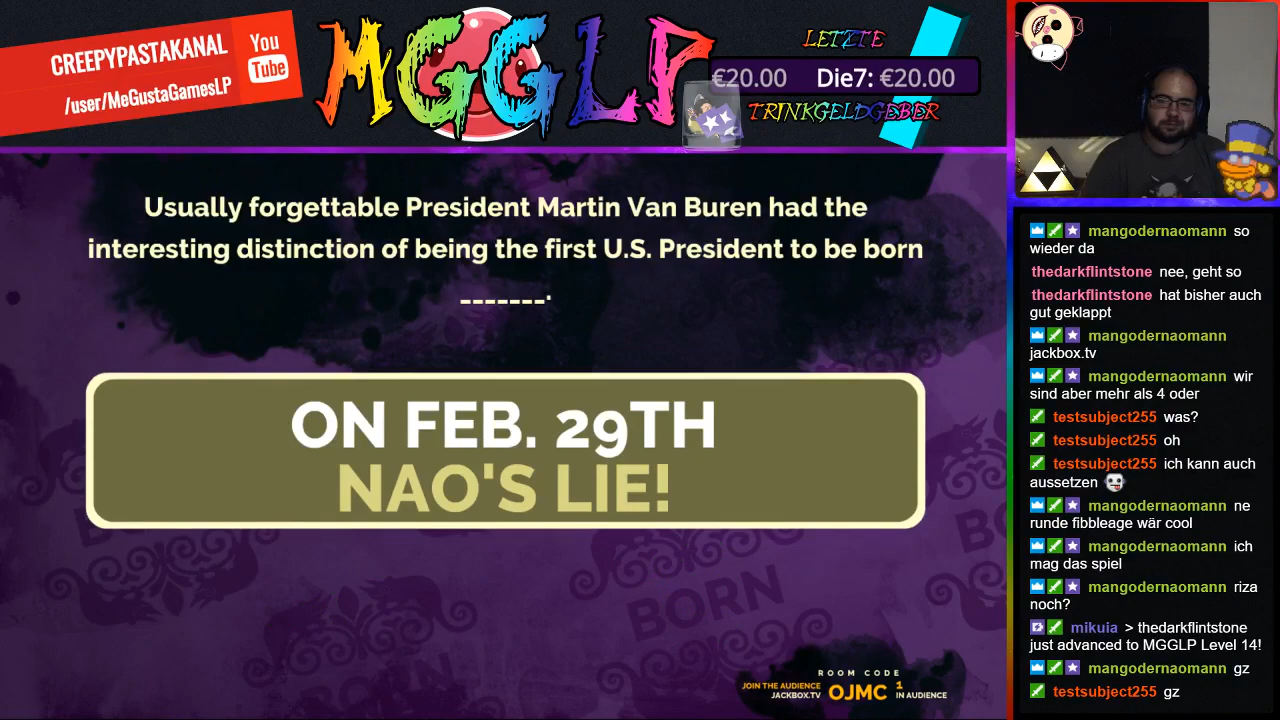 CREEPYPASTAKANAL
/user/MeGustaGamesLP
You
Tube
MGGLP
LETZTE
€20.00 Die7: €20.00
TRINKGELDGEBER
Usually forgettable President Martin Van Buren had the
interesting distinction of being the first U.S. President to be born
_______.
ON FEB. 29TH
NAO'S LIE!
BORN
ROOM CODE
JOIN THE AUDIENCE
JACKBOX.TV
OJMC
1
IN AUDIENCE
mangodernaomann so
wieder da
thedarkflintstone nee, geht so
thedarkflintstone hat bisher auch
gut geklappt
mangodernaomann
jackbox.tv
mangodernaomann wir
sind aber mehr als 4 oder
testsubject255 was?
testsubject255 oh
testsubject255 ich kann auch
aussetzen
mangodernaomann ne
runde fibbleage wär cool
mangodernaomann ich
mag das spiel
mangodernaomann riza
noch?
mikuia > thedarkflintstone
just advanced to MGGLP Level 14!
mangodernaomann gz
testsubject255 gz